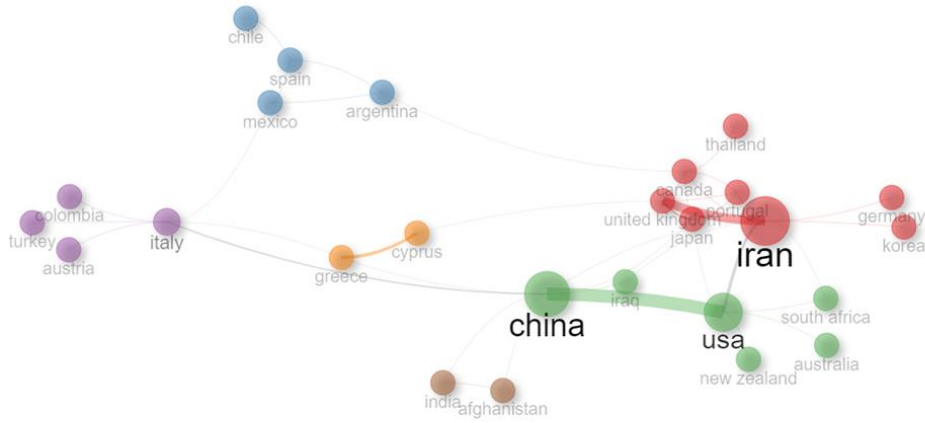 chile
spain
mexico
argentina
thailand
canada
portugal
united kingdom
japan
iran
germany
korea
colombia
turkey
austria
italy
cyprus
greece
china
iraq
usa
south africa
australia
new zealand
india
afghanistan